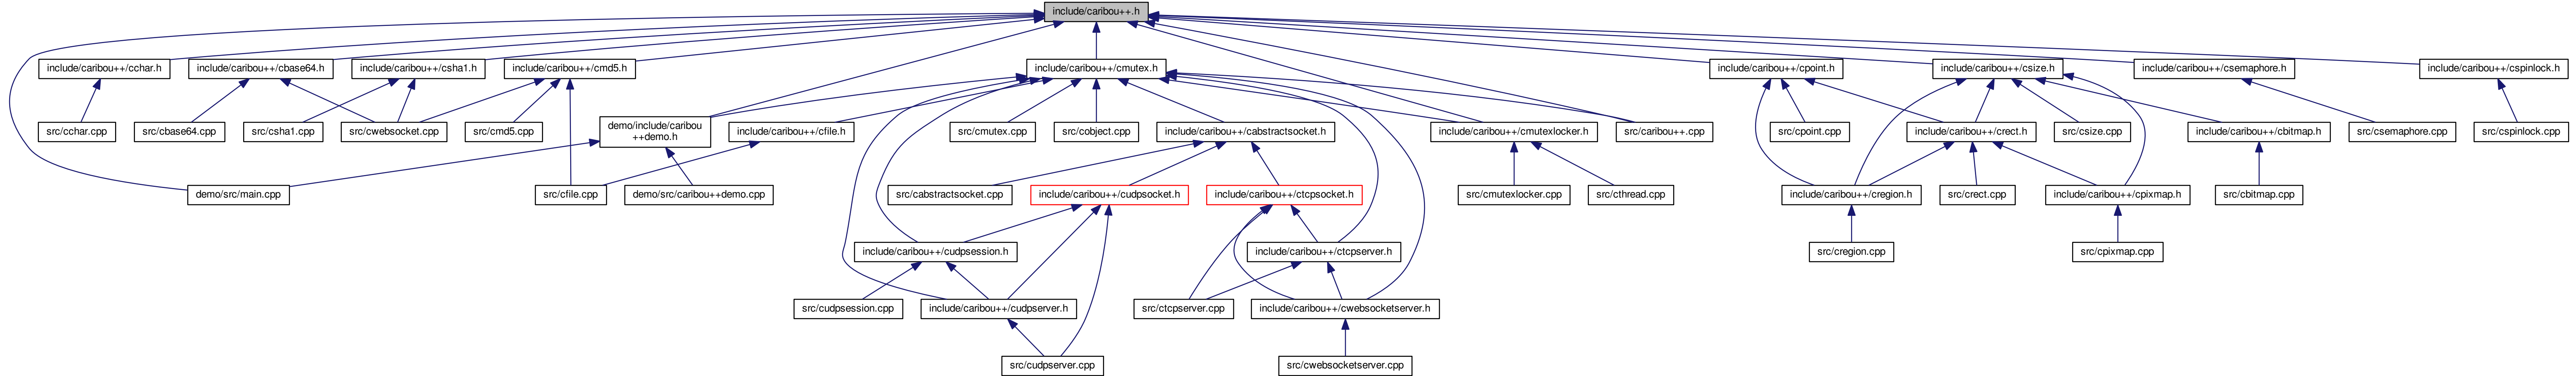 include/caribou++.h
include/caribou++/cchar.h
include/caribou++/cbase64.h
include/caribou++/csha1.h
include/caribou++/cmd5.h
include/caribou++/cmutex.h
include/caribou++/cpoint.h
include/caribou++/csize.h
include/caribou++/csemaphore.h
include/caribou++/cspinlock.h
src/cchar.cpp
src/cbase64.cpp
src/csha1.cpp
src/cwebsocket.cpp
src/cmd5.cpp
demo/include/caribou
++demo.h
include/caribou++/cfile.h
src/cmutex.cpp
src/cobject.cpp
include/caribou++/cabstractsocket.h
include/caribou++/cmutexlocker.h
src/caribou++.cpp
src/cpoint.cpp
include/caribou++/crect.h
src/csize.cpp
include/caribou++/cbitmap.h
src/csemaphore.cpp
src/cspinlock.cpp
demo/src/main.cpp
src/cfile.cpp
demo/src/caribou++demo.cpp
src/cabstractsocket.cpp
include/caribou++/cudpsocket.h
include/caribou++/ctcpsocket.h
src/cmutexlocker.cpp
src/cthread.cpp
include/caribou++/cregion.h
src/crect.cpp
include/caribou++/cpixmap.h
src/cbitmap.cpp
include/caribou++/cudpsession.h
include/caribou++/ctcpserver.h
src/cregion.cpp
src/cpixmap.cpp
src/cudpsession.cpp
include/caribou++/cudpserver.h
src/ctcpserver.cpp
include/caribou++/cwebsocketserver.h
src/cudpserver.cpp
src/cwebsocketserver.cpp